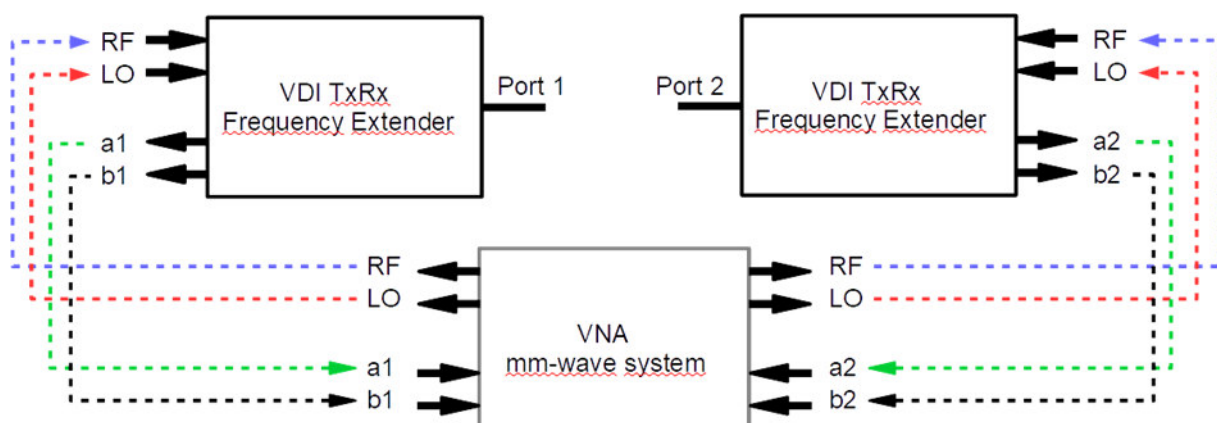 RF
LO
a1
b1
VDI TxRx
Frequency Extender
Port 1
Port 2
VDI TxRx
Frequency Extender
RF
LO
a2
b2
RF
LO
a1
b1
VNA
mm-wave system
RF
LO
a2
b2